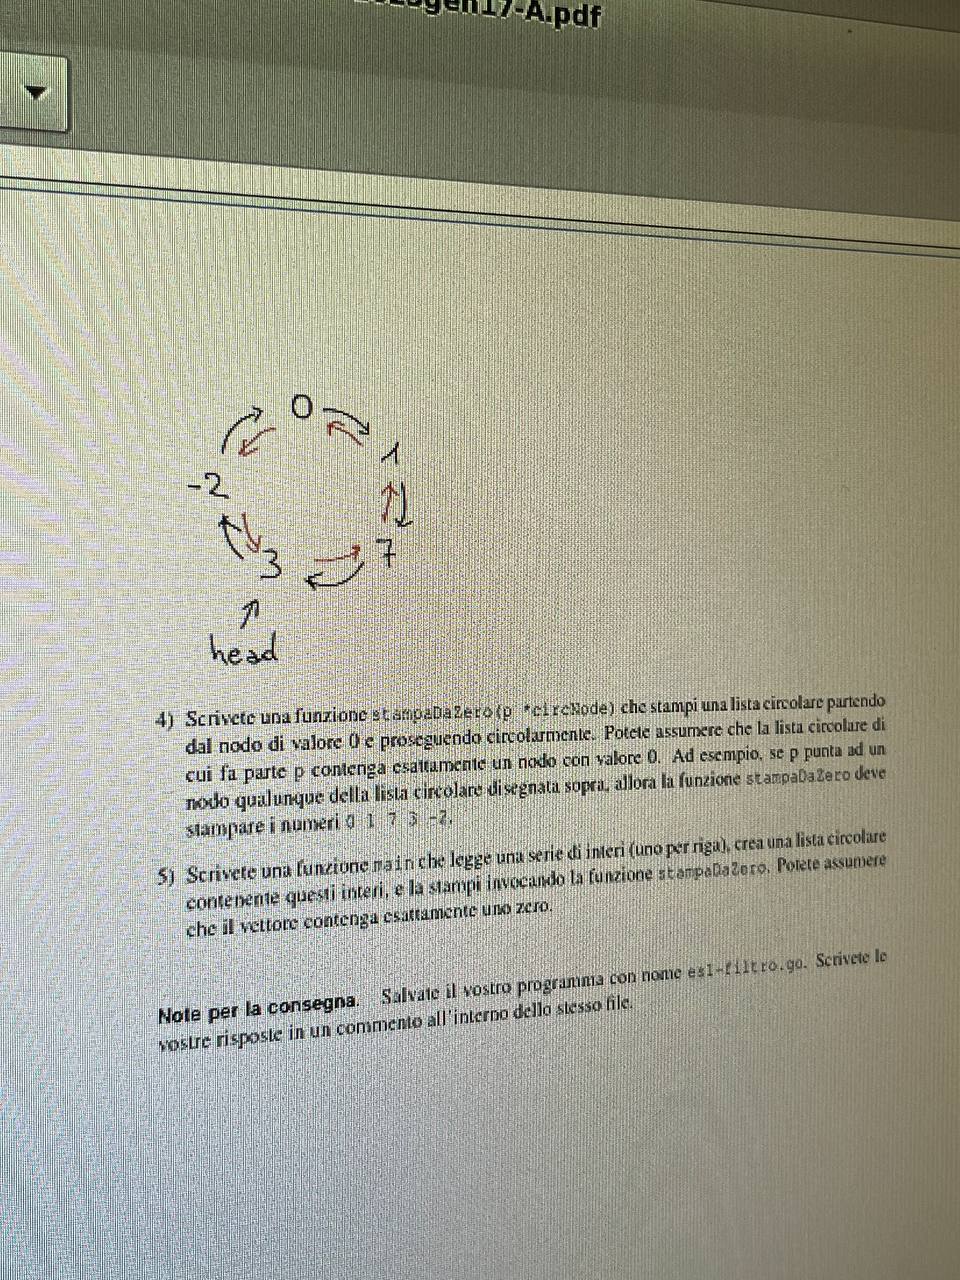 gen17-A.pdf
0
1
-2
7
3
head
4) Scrivete una funzione stampaDaZero(p *circNode) che stampi una lista circolare partendo
dal nodo di valore 0 e proseguendo circolarmente. Potete assumere che la lista circolare di
cui fa parte p contenga esattamente un nodo con valore 0. Ad esempio, se p punta ad un
nodo qualunque della lista circolare disegnata sopra, allora la funzione stampaDaZero deve
stampare i numeri 0 1 7 3 -2.
5) Scrivete una funzione main che legge una serie di interi (uno per riga), crea una lista circolare
contenente questi interi, e la stampi invocando la funzione stampaDaZero. Potete assumere
che il vettore contenga esattamente uno zero.
Note per la consegna. Salvate il vostro programma con nome es1-filtro.go. Scrivete le
vostre risposte in un commento all'interno dello stesso file.